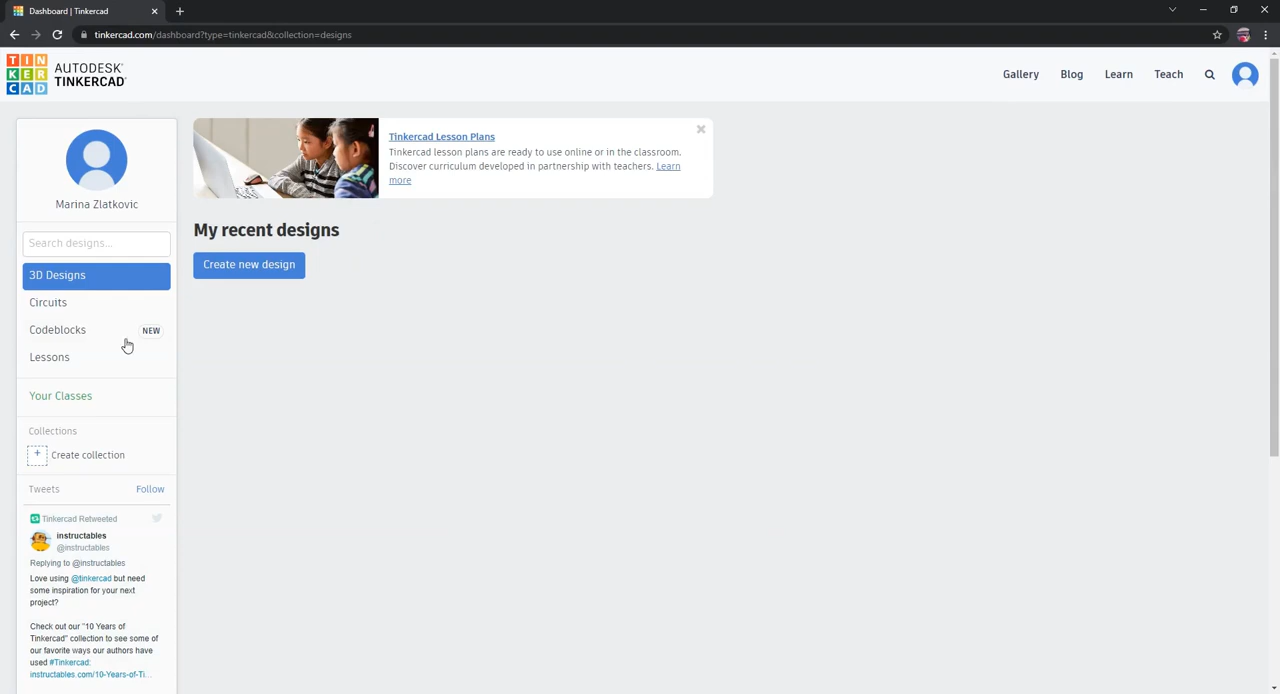 Dashboard | Tinkercad
tinkercad.com/dashboard?type=tinkercad&collection=designs
TIN
KER
CAD
AUTODESK®
TINKERCAD®
Gallery
Blog
Learn
Teach
Marina Zlatkovic
Search designs...
3D Designs
Circuits
Codeblocks
NEW
Lessons
Your Classes
Collections
+ Create collection
Tweets
Follow
Tinkercad Retweeted
instructables
@instructables
Replying to @instructables
Love using @tinkercad but need
some inspiration for your next
project?
Check out our "10 Years of
Tinkercad" collection to see some of
our favorite ways our authors have
used #Tinkercad:
instructables.com/10-Years-of-Ti...
Tinkercad Lesson Plans
Tinkercad lesson plans are ready to use online or in the classroom.
Discover curriculum developed in partnership with teachers. Learn
more
My recent designs
Create new design